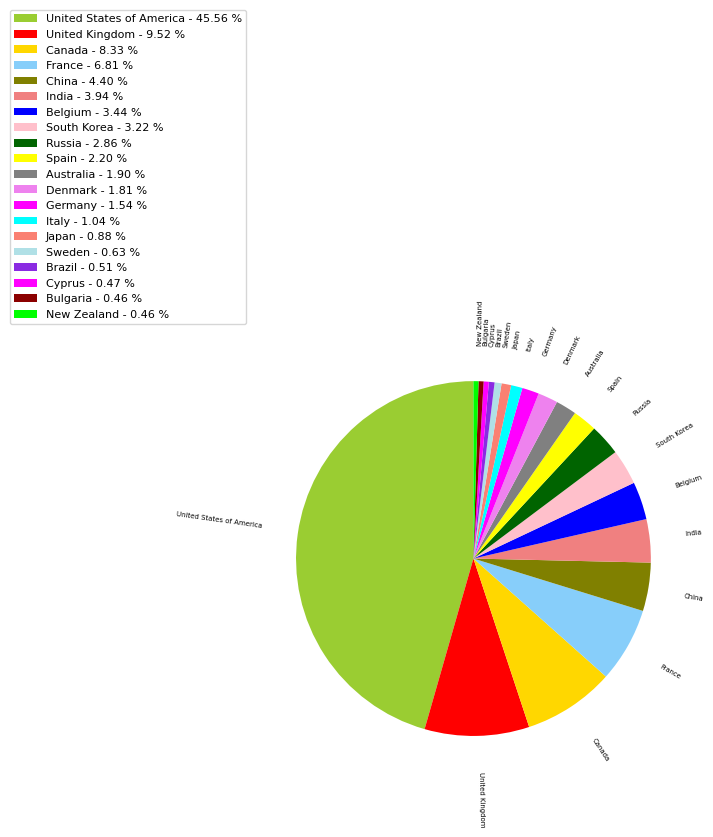 United States of America - 45.56 %
United Kingdom - 9.52 %
Canada - 8.33 %
France - 6.81 %
China - 4.40 %
India - 3.94 %
Belgium - 3.44 %
South Korea - 3.22 %
Russia - 2.86 %
Spain - 2.20 %
Australia - 1.90 %
Denmark - 1.81 %
Germany - 1.54 %
Italy - 1.04 %
Japan - 0.88 %
Sweden - 0.63 %
Brazil - 0.51 %
Cyprus - 0.47 %
Bulgaria - 0.46 %
New Zealand - 0.46 %
New Zealand
Bulgaria
Cyprus
Brazil
Sweden
Japan
Italy
Germany
Denmark
Australia
Spain
Russia
South Korea
Belgium
India
China
France
Canada
United Kingdom
United States of America